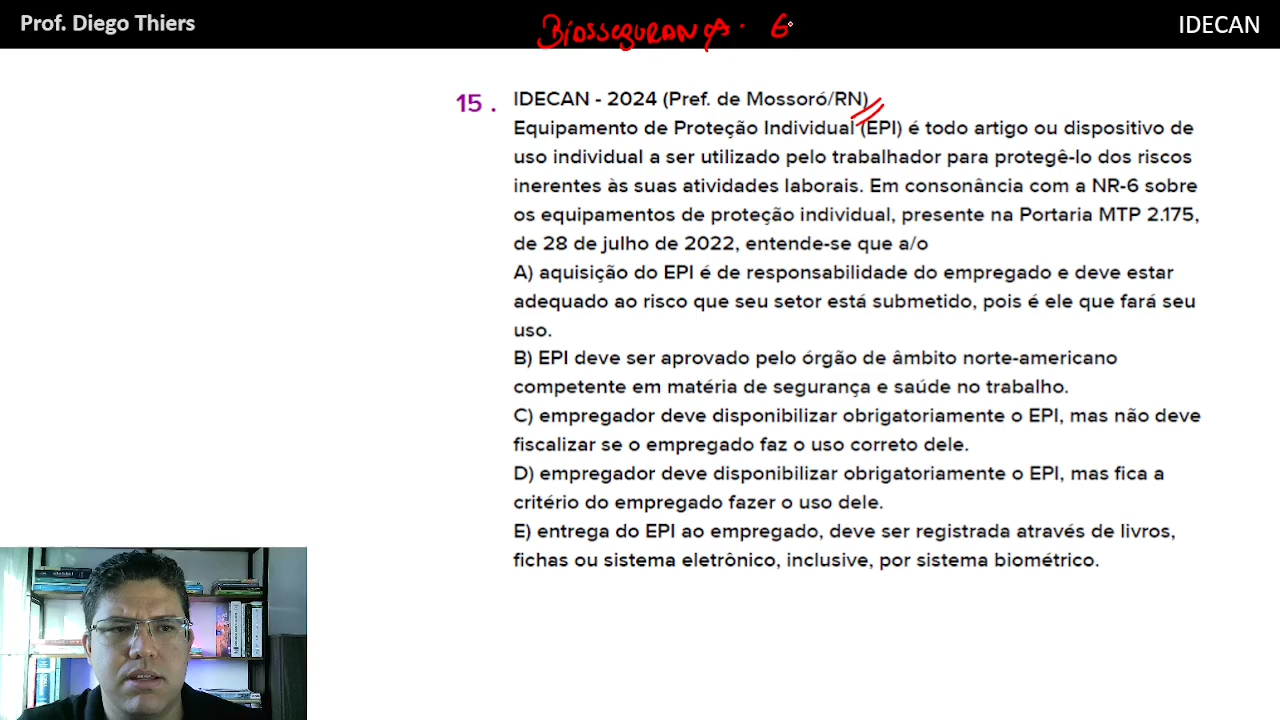 Prof. Diego Thiers
BiossegurANçA. 6
IDECAN
15 .
IDECAN - 2024 (Pref. de Mossoró/RN)
Equipamento de Proteção Individual (EPI) é todo artigo ou dispositivo de
uso individual a ser utilizado pelo trabalhador para protegê-lo dos riscos
inerentes às suas atividades laborais. Em consonância com a NR-6 sobre
os equipamentos de proteção individual, presente na Portaria MTP 2.175,
de 28 de julho de 2022, entende-se que a/o
A) aquisição do EPI é de responsabilidade do empregado e deve estar
adequado ao risco que seu setor está submetido, pois é ele que fará seu
uso.
B) EPI deve ser aprovado pelo órgão de âmbito norte-americano
competente em matéria de segurança e saúde no trabalho.
C) empregador deve disponibilizar obrigatoriamente o EPI, mas não deve
fiscalizar se o empregado faz o uso correto dele.
D) empregador deve disponibilizar obrigatoriamente o EPI, mas fica a
critério do empregado fazer o uso dele.
E) entrega do EPI ao empregado, deve ser registrada através de livros,
fichas ou sistema eletrônico, inclusive, por sistema biométrico.